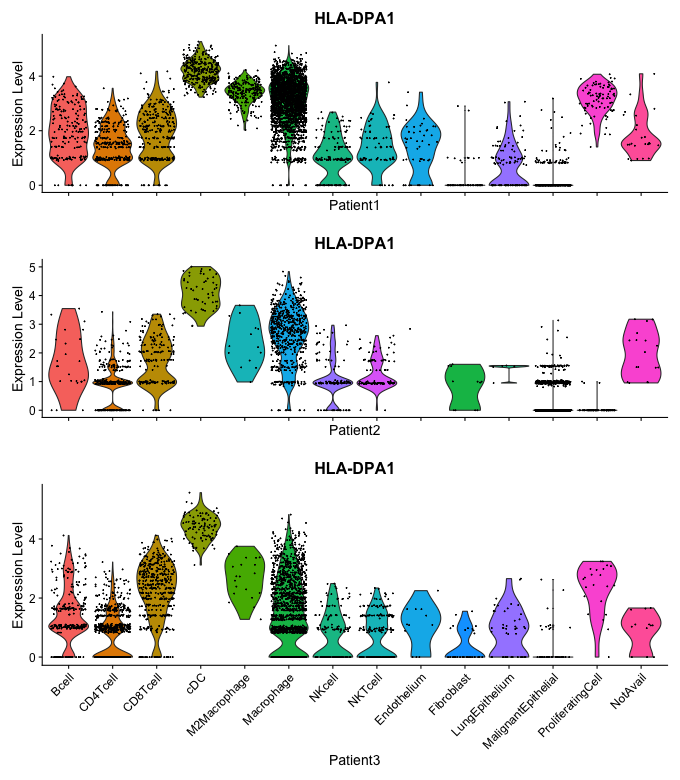 HLA-DPA1
Expression Level
4
2
0
Patient1
HLA-DPA1
Expression Level
5
4
3
2
1
0
Patient2
HLA-DPA1
Expression Level
4
2
0
Bcell
CD4Tcell
CD8Tcell
cDC
M2Macrophage
Macrophage
NKcell
NKTcell
Endothelium
Fibroblast
LungEpithelium
MalignantEpithelial
ProliferatingCell
NotAvail
Patient3